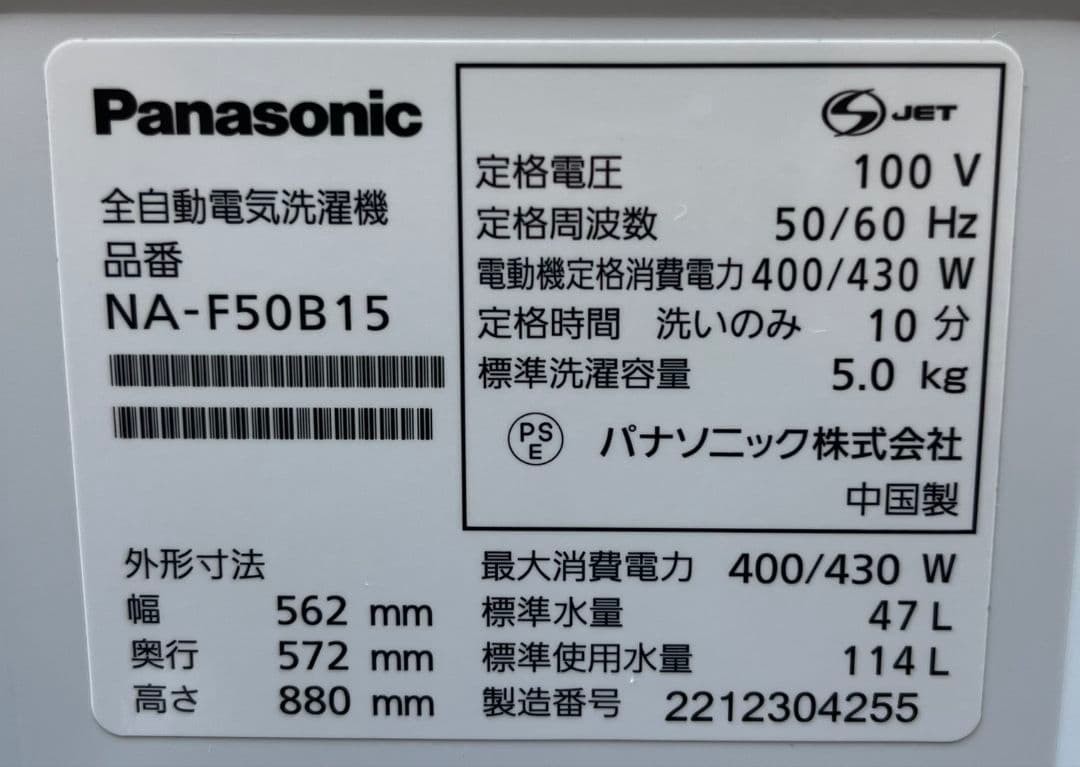 Panasonic
全自動電気洗濯機
品番
NA-F50B15
JET
定格電圧 100 V
定格周波数 50/60 Hz
電動機定格消費電力 400/430 W
定格時間 洗いのみ 10 分
標準洗濯容量 5.0 kg
PS
E
パナソニック株式会社
中国製
外形寸法
幅 562 mm
奥行 572 mm
高さ 880 mm
最大消費電力 400/430 W
標準水量 47 L
標準使用水量 114 L
製造番号 2212304255